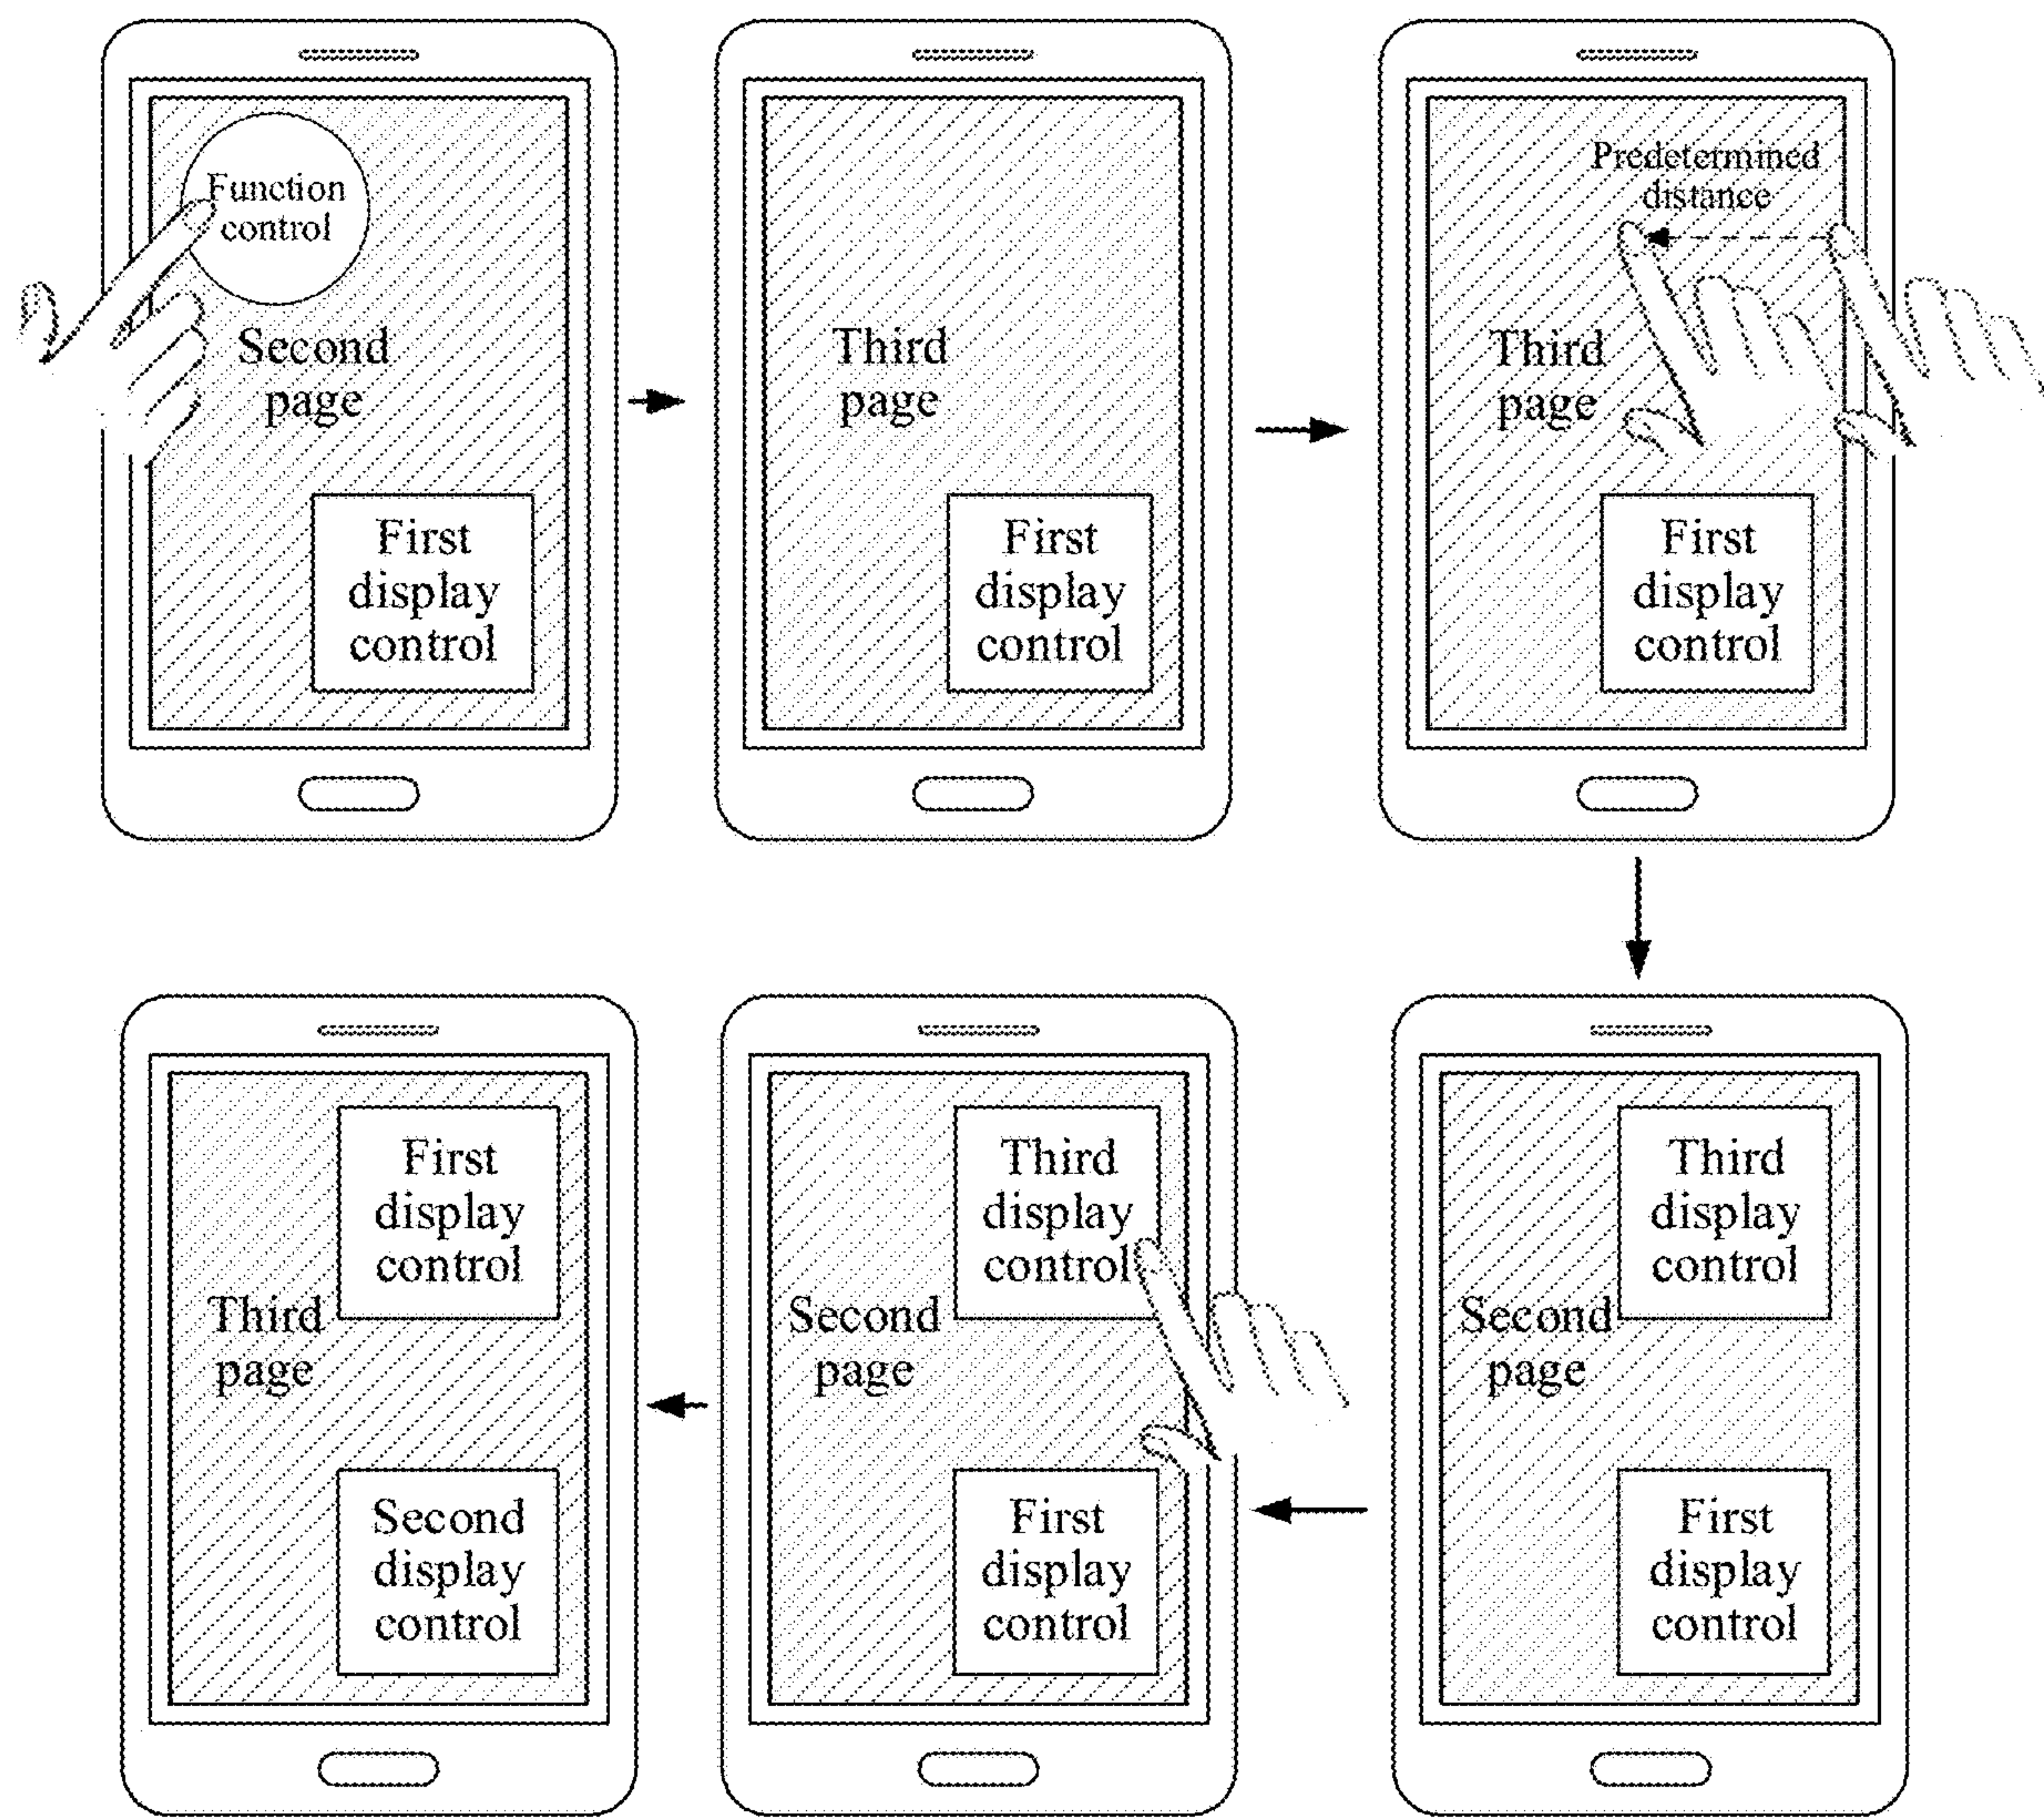 Function
control
Second
page
First
display
control
Third
page
First
display
control
Predetermined
distance
Third
page
First
display
control
First
display
control
Third
page
Second
display
control
Third
display
control
Second
page
First
display
control
Third
display
control
Second
page
First
display
control